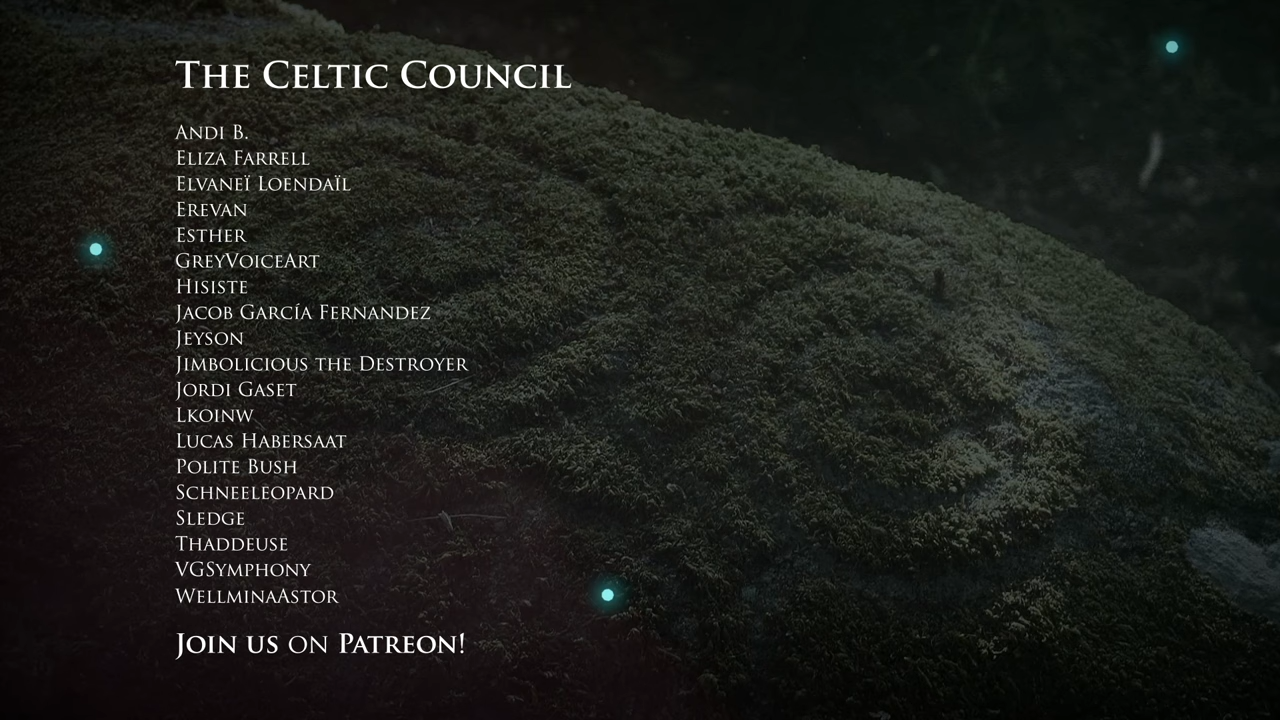 The Celtic Council
Andi B.
Eliza Farrell
Elvaneï Loendaïl
Erevan
Esther
GreyVoiceArt
Hisiste
Jacob García Fernandez
Jeyson
Jimbolicious the Destroyer
Jordi Gaset
Lkoinw
Lucas Habersaat
Polite Bush
Schneeleopard
Sledge
Thaddeuse
VGSymphony
WellminaAstor
Join us on Patreon!